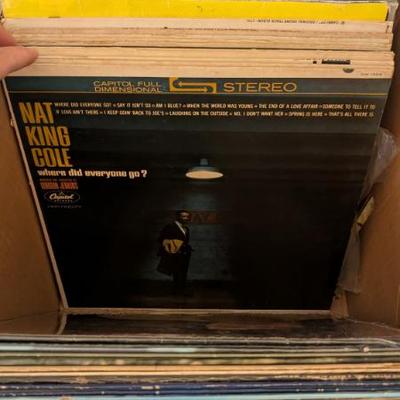 CAPITOL FULL DIMENSIONAL STEREO
WHERE DID EVERYONE GO? • SAY IT ISN'T SO • AM I BLUE? • WHEN THE WORLD WAS YOUNG • THE END OF A LOVE AFFAIR • SOMEONE TO TELL IT TO
IF LOVE AIN'T THERE • I KEEP GOIN' BACK TO JOE'S • LAUGHING ON THE OUTSIDE • NO, I DON'T WANT HER • SPRING IS HERE • THAT'S ALL THERE IS
NAT
KING
COLE
where did everyone go?
GORDON JENKINS
Capitol